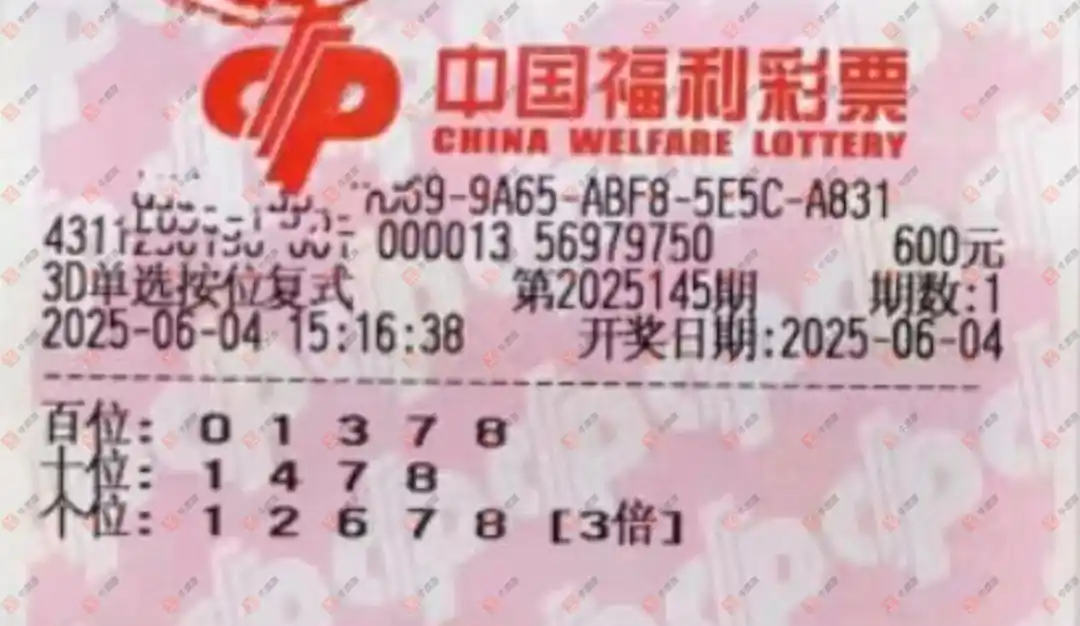 中国福利彩票
CHINA WELFARE LOTTERY
69-9A65-ABF8-5E5C-A831
4311 000013 56979750 600元
3D单选按位复式 第2025145期 期数:1
2025-06-04 15:16:38 开奖日期:2025-06-04
百位: 0 1 3 7 8
十位: 1 4 7 8
个位: 1 2 6 7 8 [3倍]